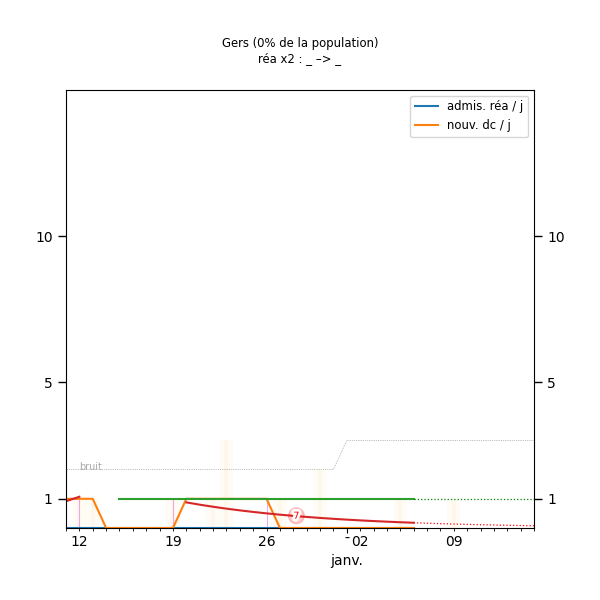 Gers (0% de la population)
réa x2 : _ –> _
admis. réa / j
nouv. dc / j
10
10
5
5
bruit
1
1
7
12
19
26
02
09
janv.